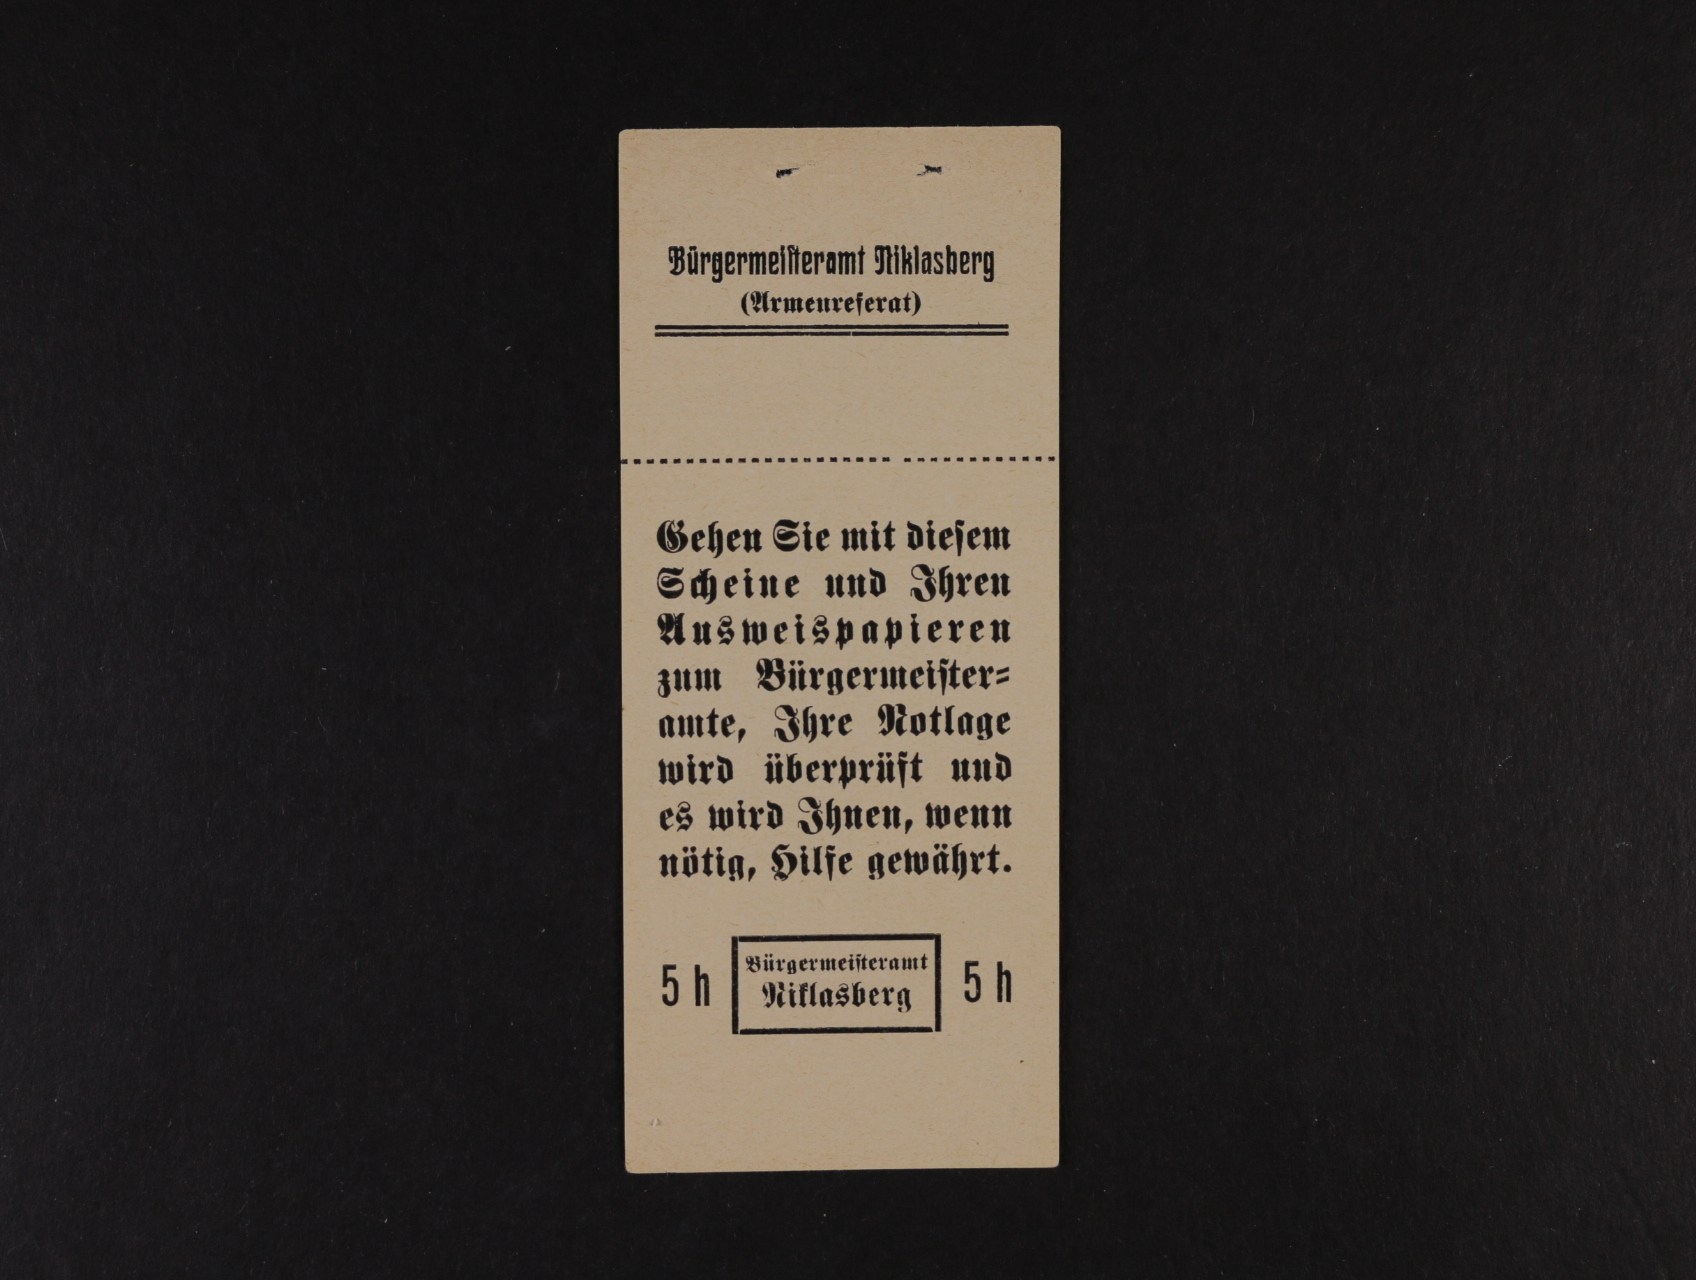 Bürgermeisteramt Niklasberg
(Armenreferat)
Gehen Sie mit diesem
Scheine und Ihren
Ausweispapieren
zum Bürgermeister=
amte, Ihre Notlage
wird überprüft und
es wird Ihnen, wenn
nötig, Hilfe gewährt.
5 h
Bürgermeisteramt
Niklasberg
5 h